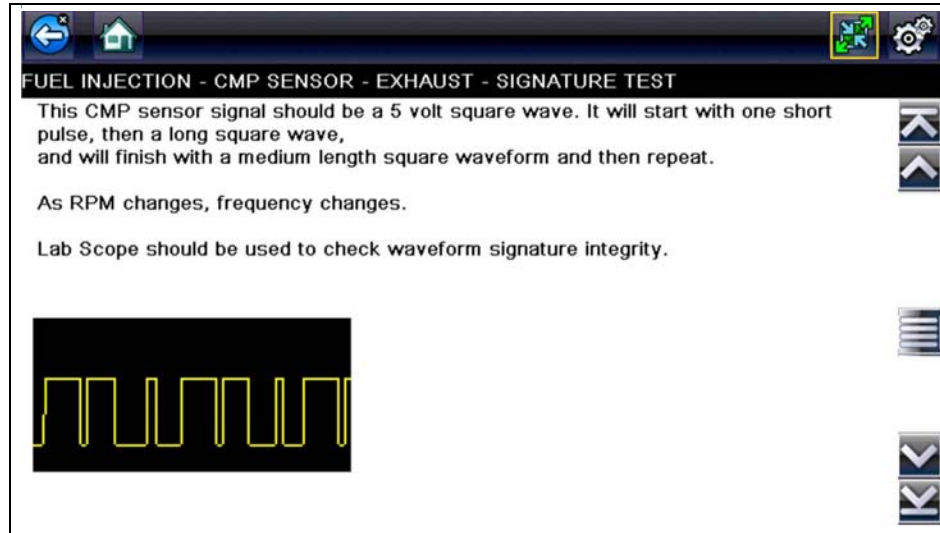 FUEL INJECTION - CMP SENSOR - EXHAUST - SIGNATURE TEST
This CMP sensor signal should be a 5 volt square wave. It will start with one short
pulse, then a long square wave,
and will finish with a medium length square waveform and then repeat.
As RPM changes, frequency changes.
Lab Scope should be used to check waveform signature integrity.